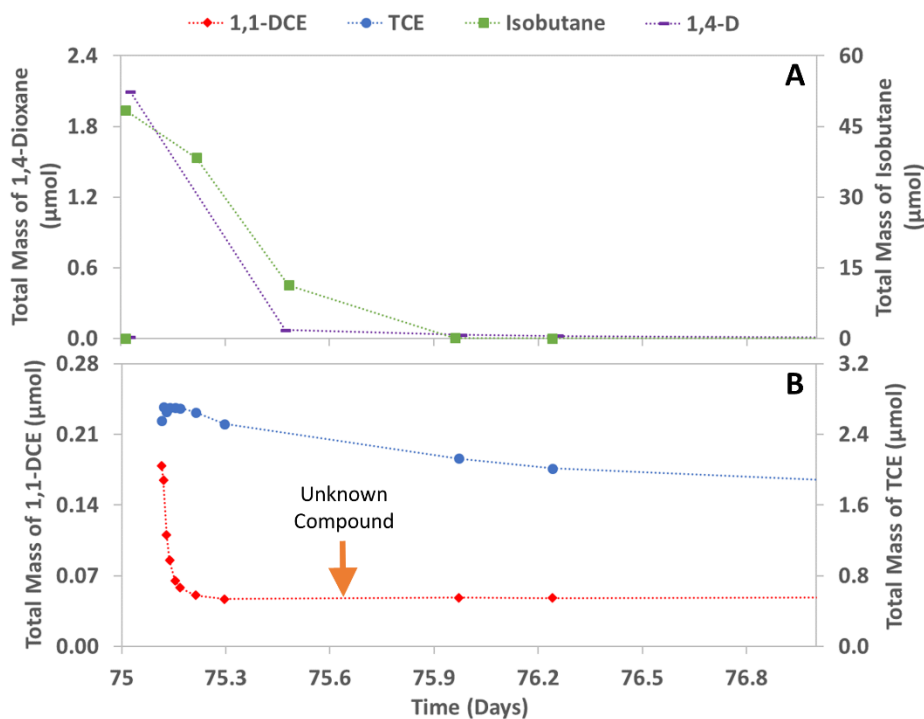 1,1-DCE TCE Isobutane 1,4-D
A
Total Mass of 1,4-Dioxane
(µmol)
2.4
1.8
1.2
0.6
0.0
60
45
30
15
0
Total Mass of Isobutane
(µmol)
B
Total Mass of 1,1-DCE (µmol)
0.28
0.21
0.14
0.07
0.00
Unknown
Compound
3.2
2.4
1.6
0.8
0.0
Total Mass of TCE (µmol)
75 75.3 75.6 75.9 76.2 76.5 76.8
Time (Days)